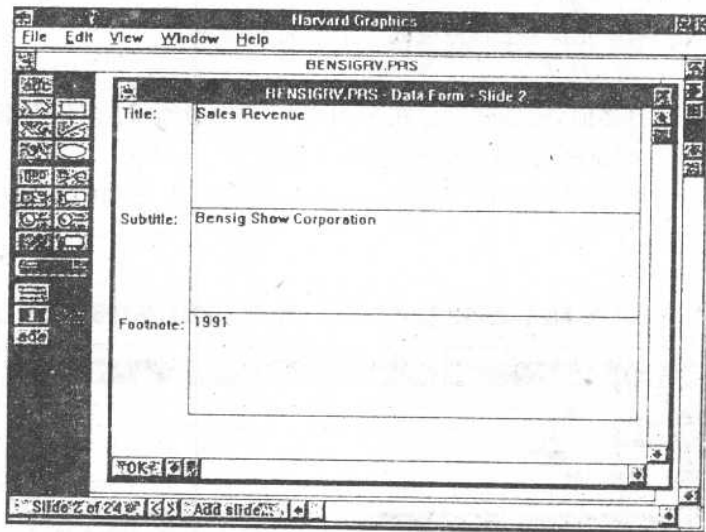 Harvard Graphics
File Edit View Window Help
BENSIGRV.PRS
BENSIGRV.PRS - Data Form - Slide 2
abc
Title: Sales Revenue
Subtitle: Bensig Show Corporation
Footnote: 1991
OK
Slide 2 of 24 Add slide...